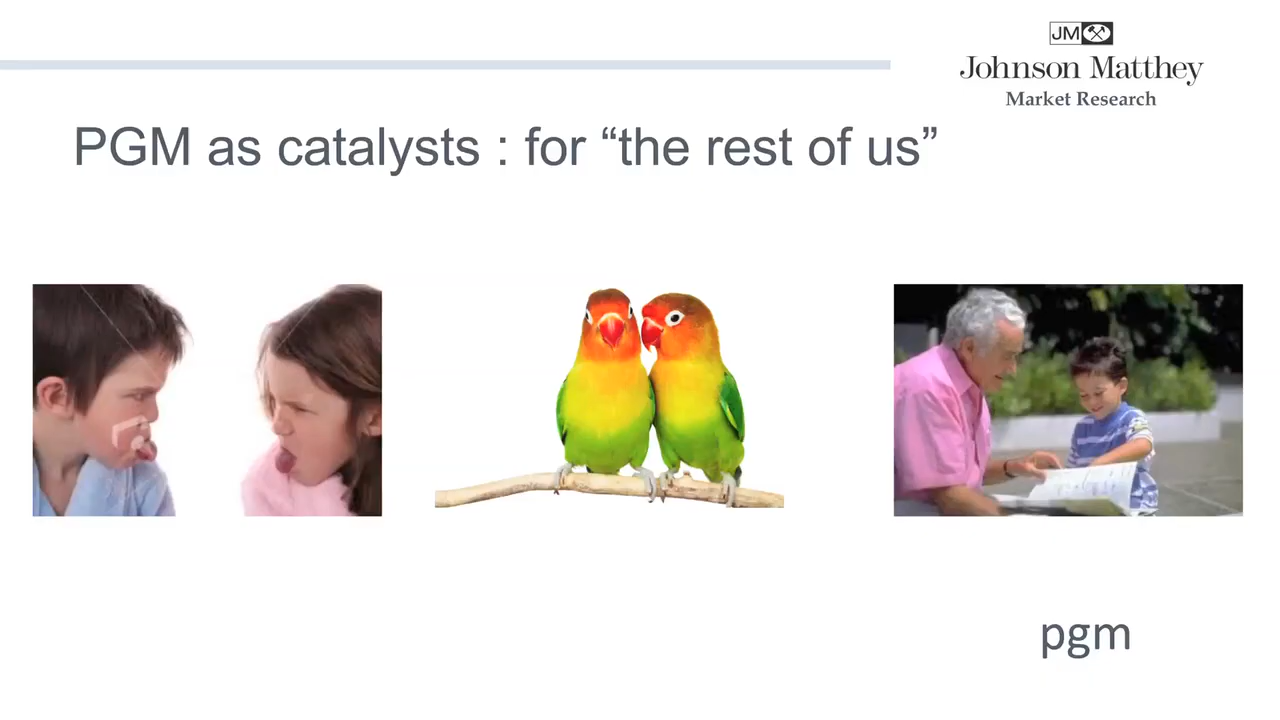 JM
Johnson Matthey
Market Research
PGM as catalysts : for “the rest of us”
pgm